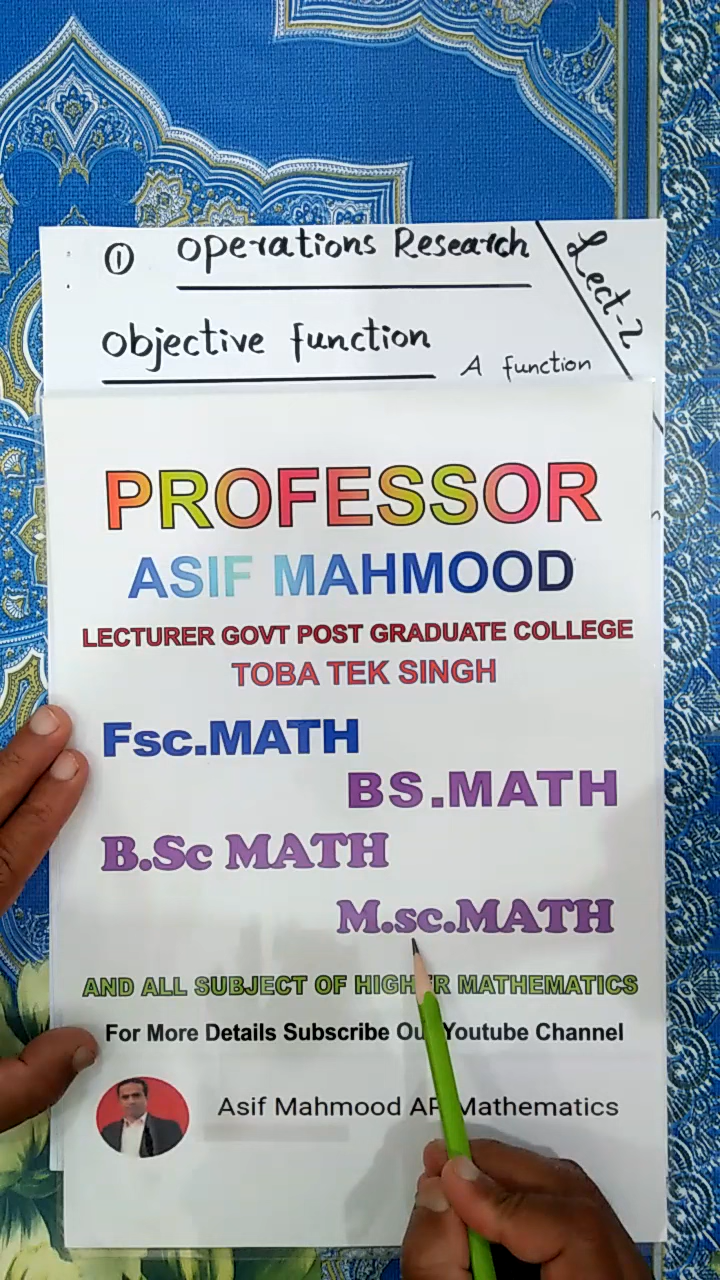 ① Operations Research
Lect-2
Objective function
A function
PROFESSOR
ASIF MAHMOOD
LECTURER GOVT POST GRADUATE COLLEGE
TOBA TEK SINGH
Fsc.MATH
BS.MATH
B.Sc MATH
M.sc.MATH
AND ALL SUBJECT OF HIGHER MATHEMATICS
For More Details Subscribe Our Youtube Channel
Asif Mahmood AP Mathematics